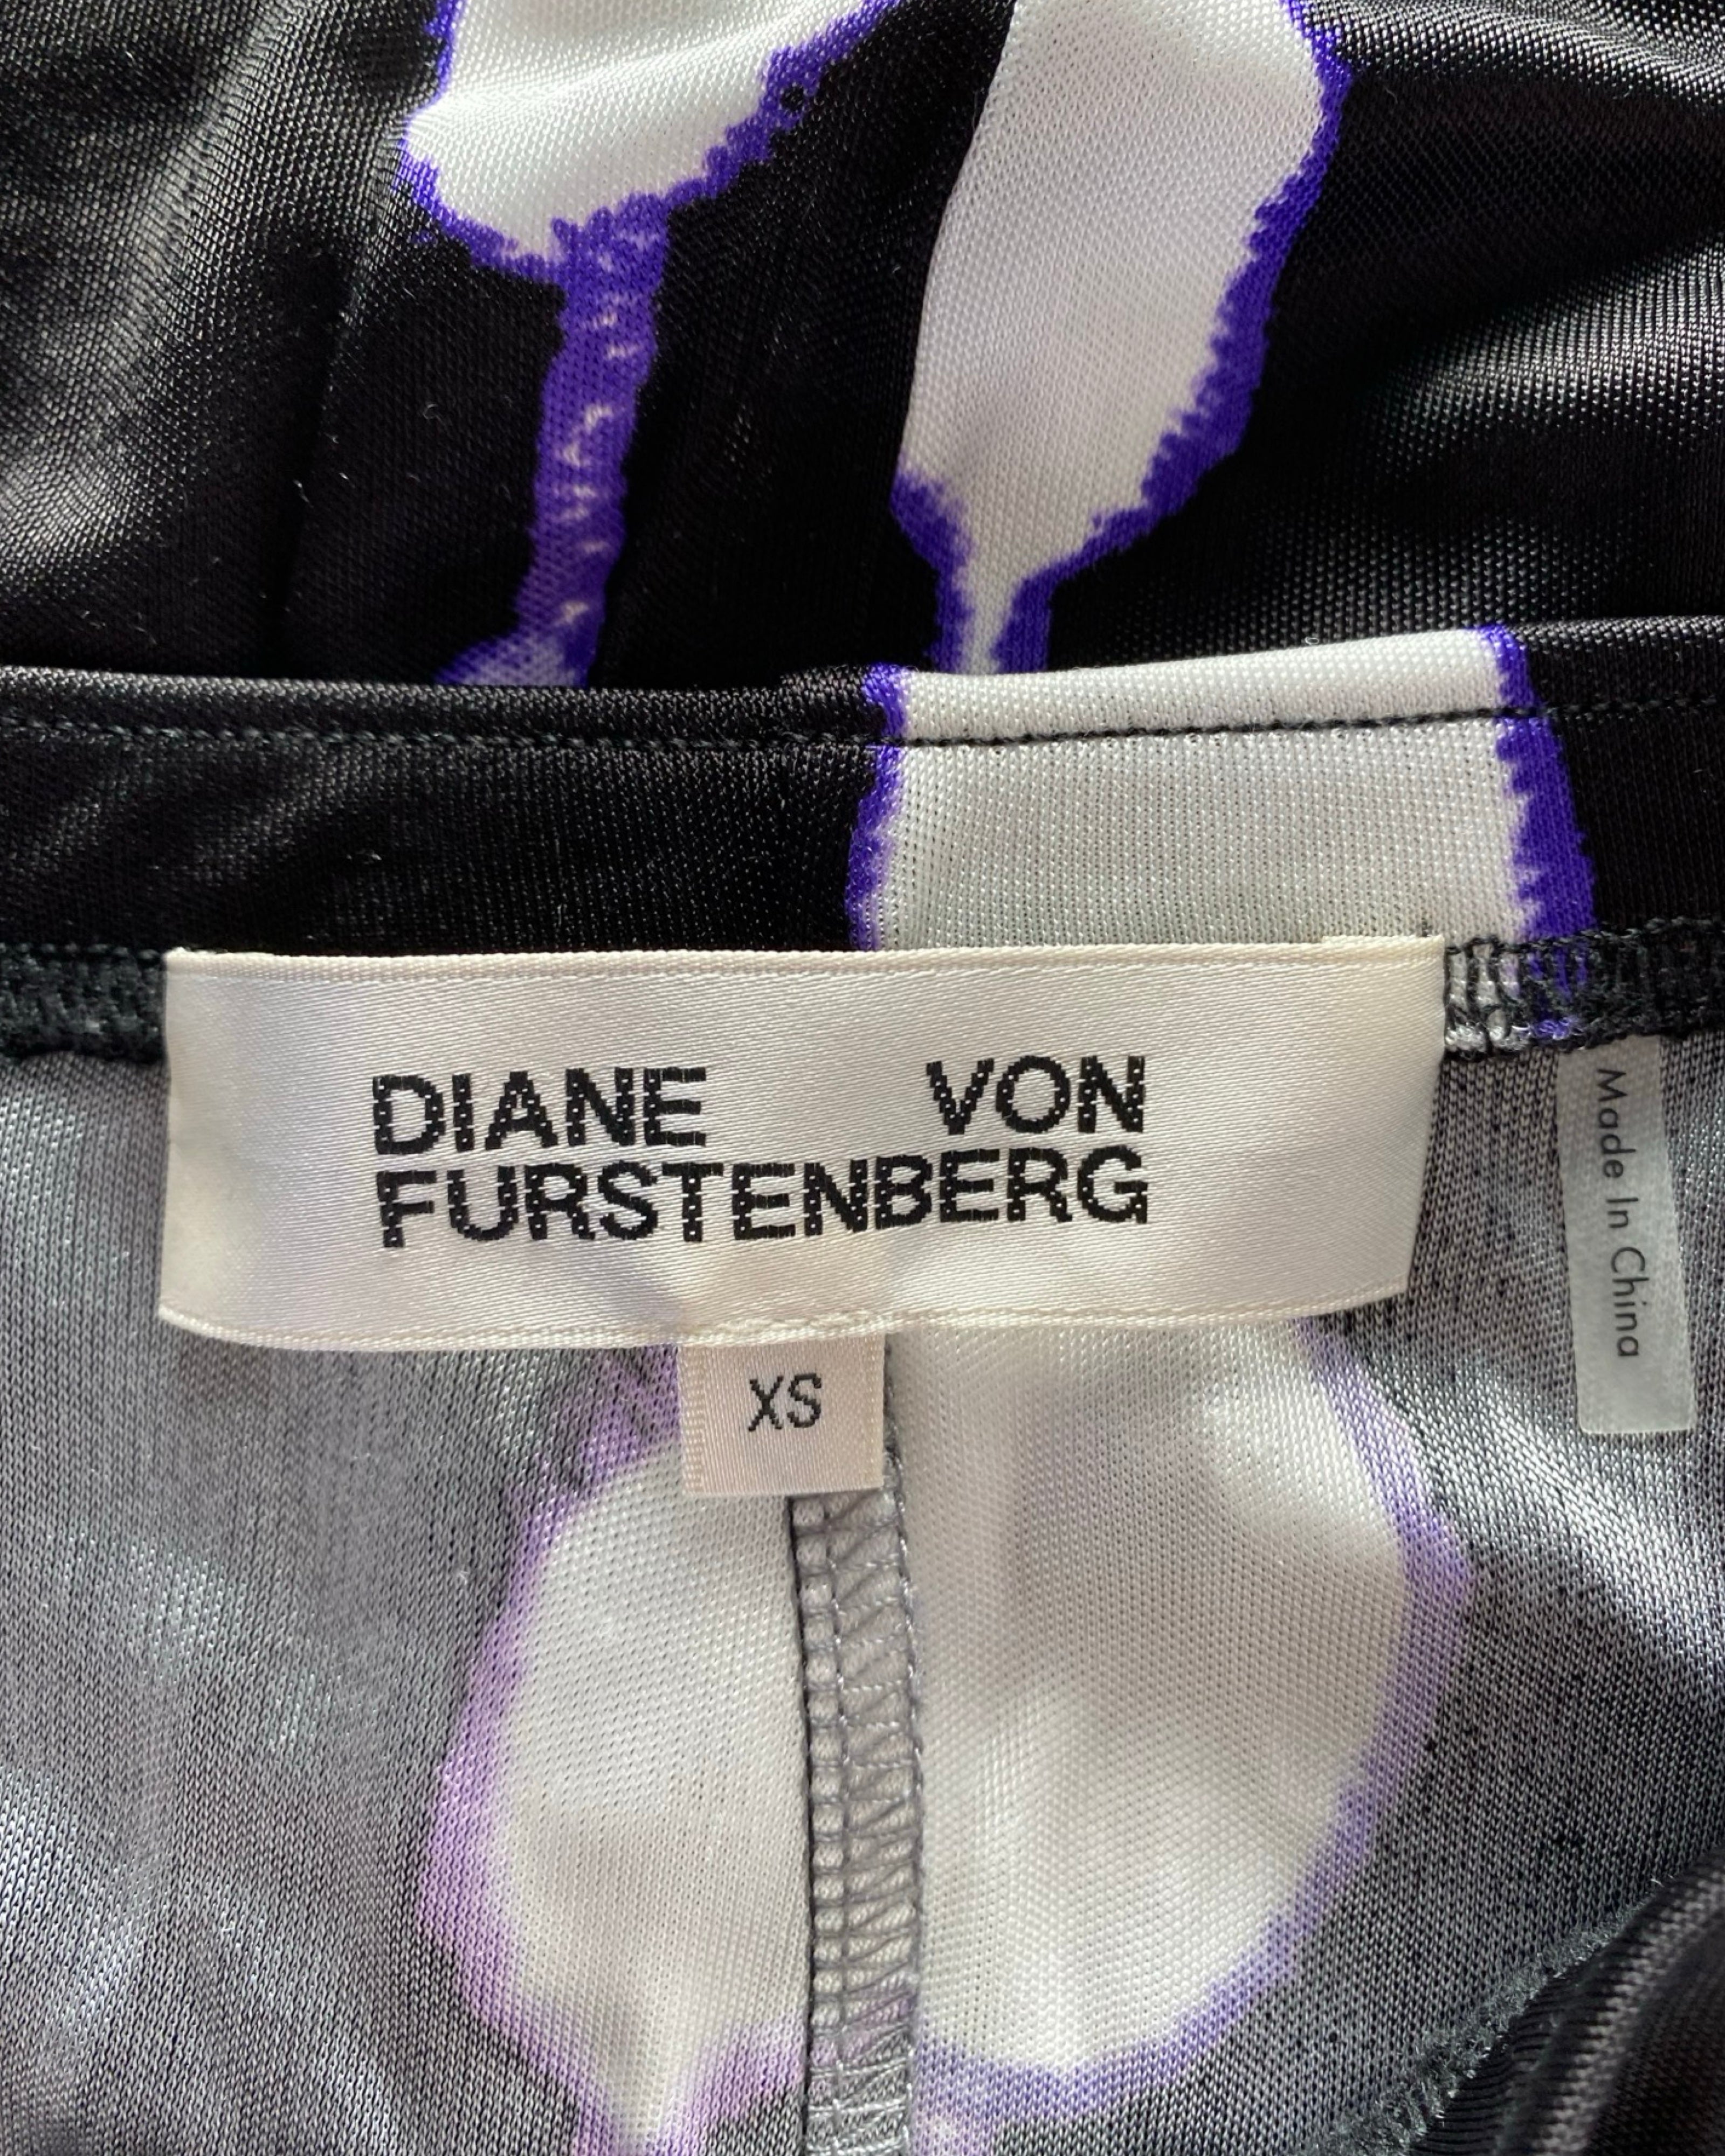 DIANE VON
FURSTENBERG
XS
Made In China